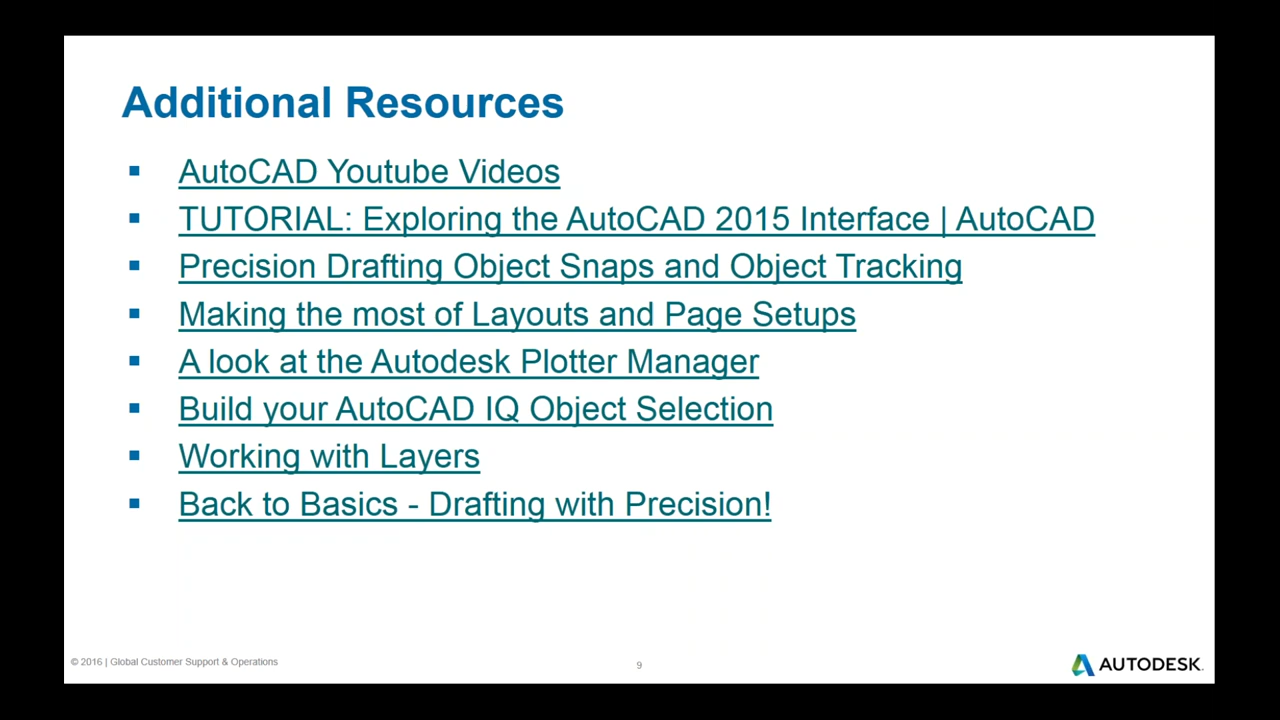 Additional Resources
AutoCAD Youtube Videos
TUTORIAL: Exploring the AutoCAD 2015 Interface | AutoCAD
Precision Drafting Object Snaps and Object Tracking
Making the most of Layouts and Page Setups
A look at the Autodesk Plotter Manager
Build your AutoCAD IQ Object Selection
Working with Layers
Back to Basics - Drafting with Precision!
© 2016 | Global Customer Support & Operations
9
AUTODESK.